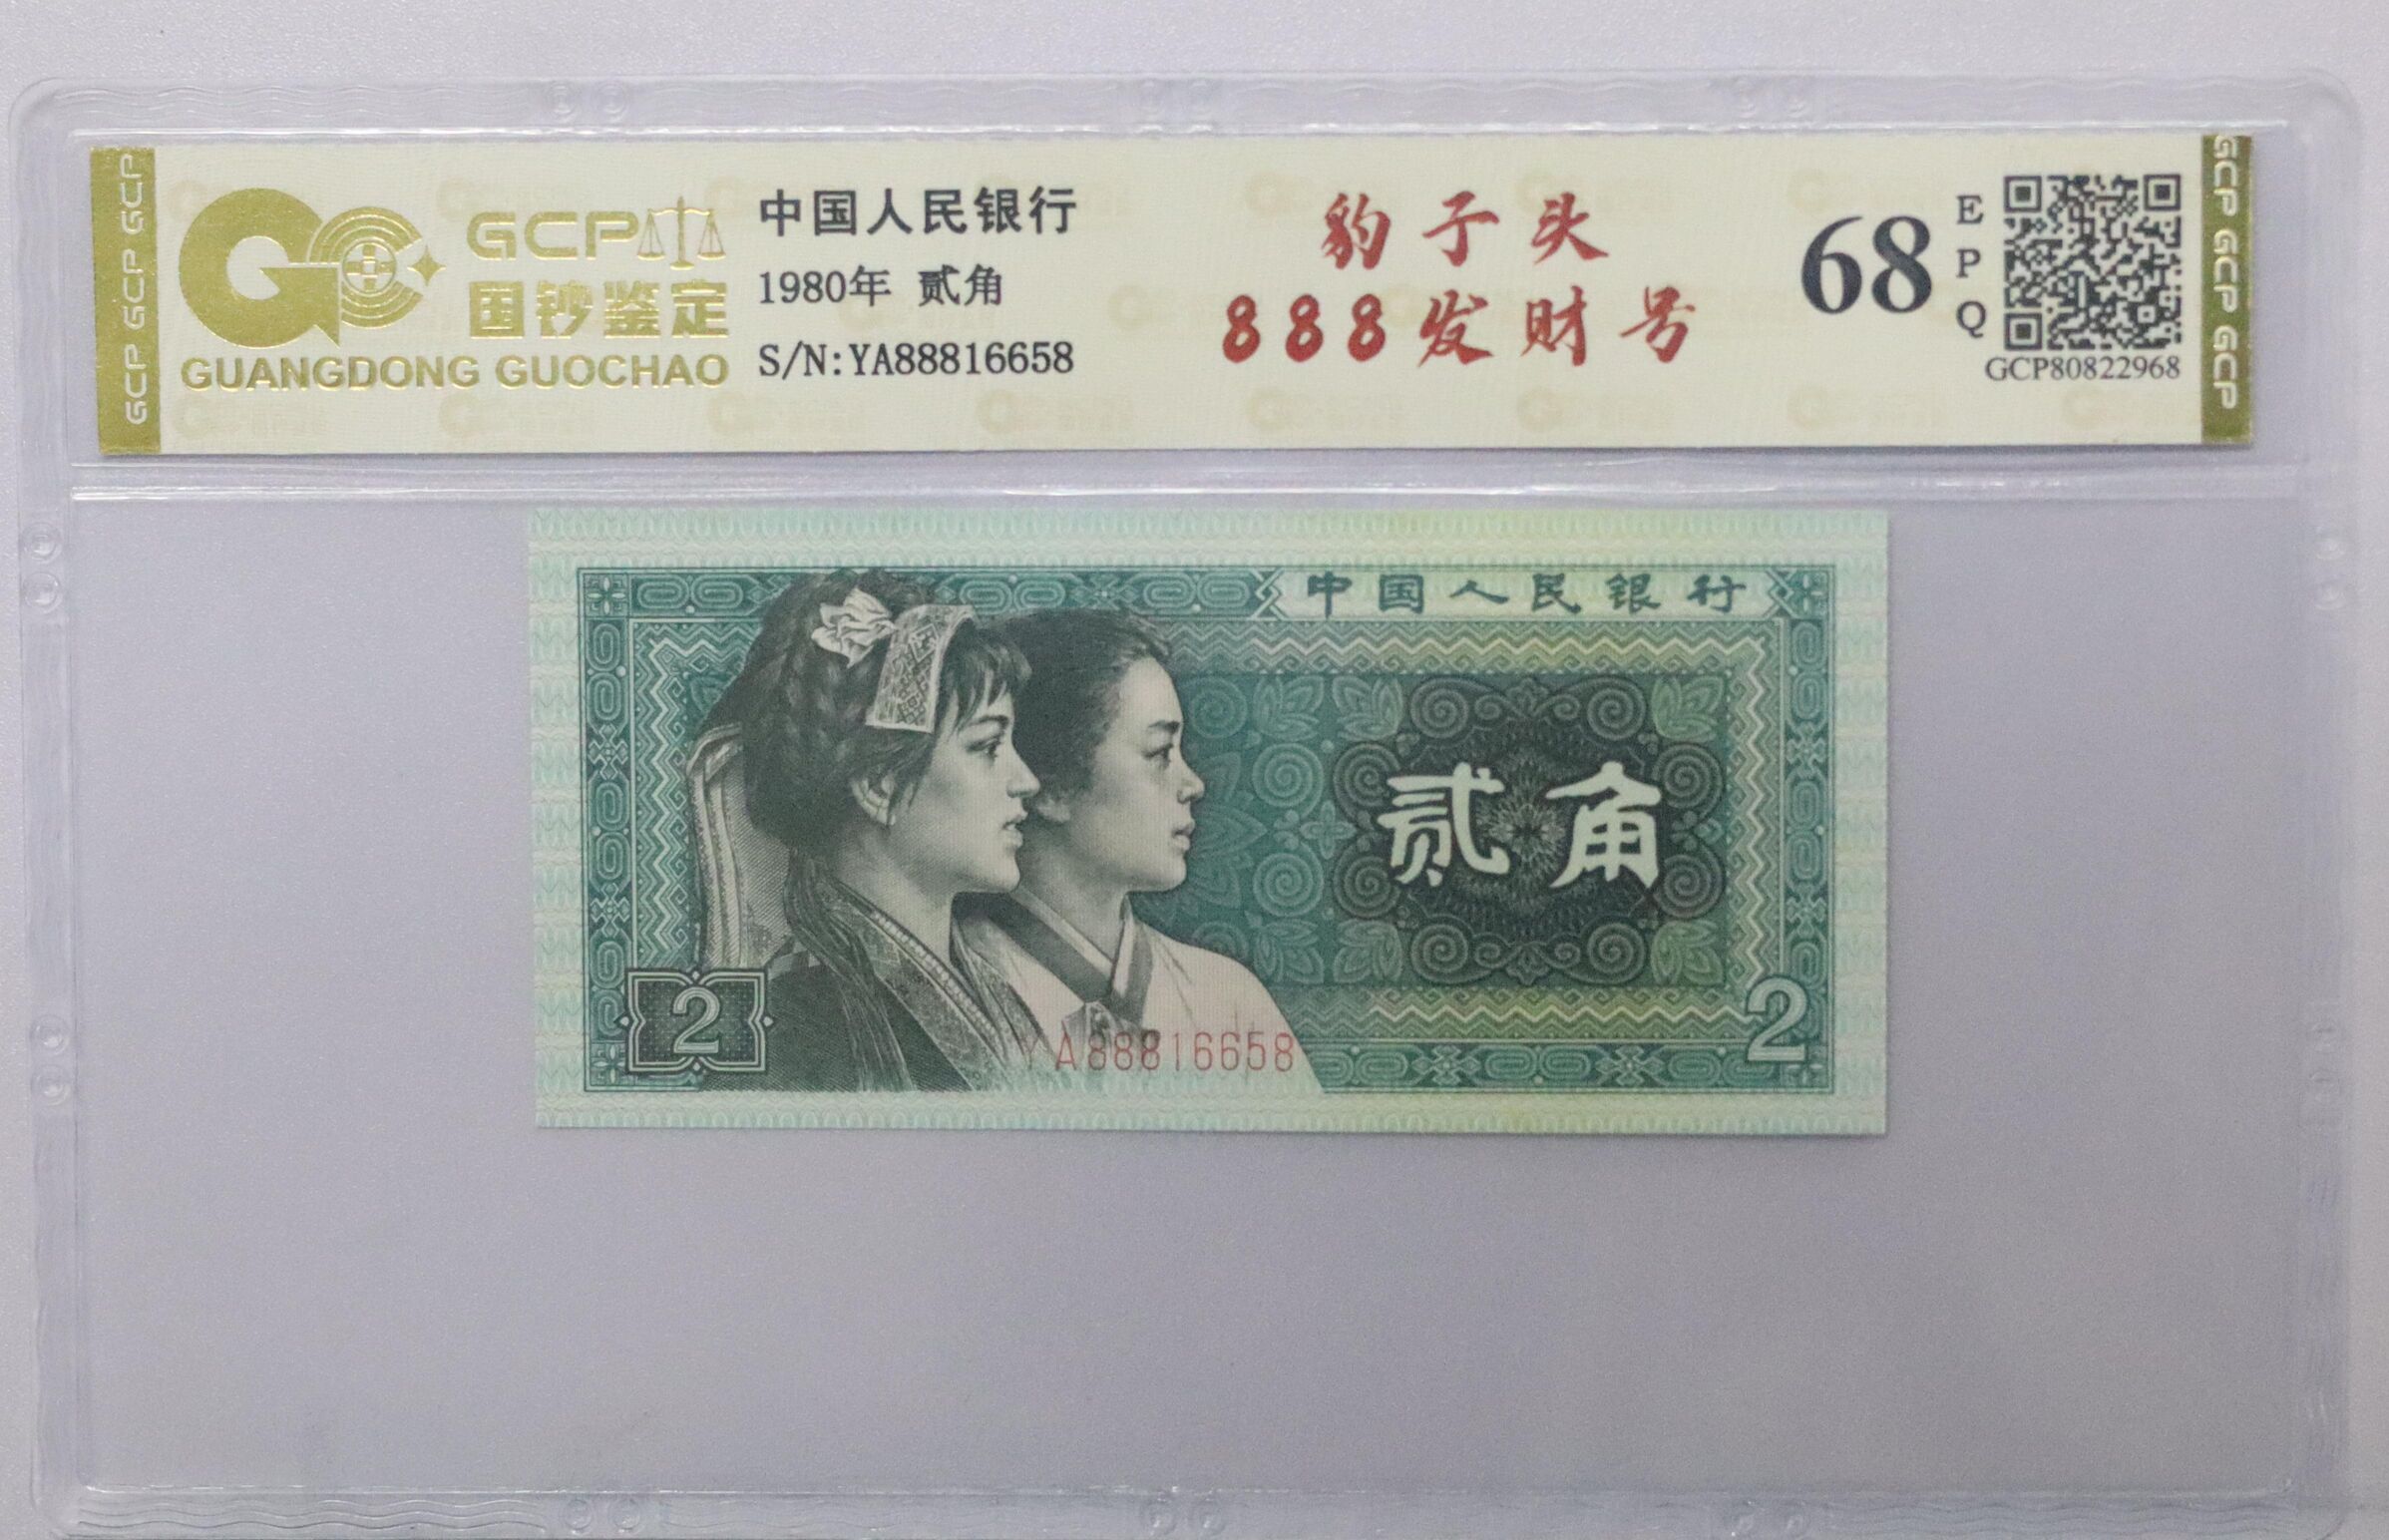 GCP GCP GCP
GCP
国钞鉴定
GUANGDONG GUOCHAO
中国人民银行
1980年 贰角
S/N:YA88816658
豹子头
888发财号
68
EPQ
GCP80822968
GCP GCP GCP
中国人民银行
贰角
2
2
YA88816658